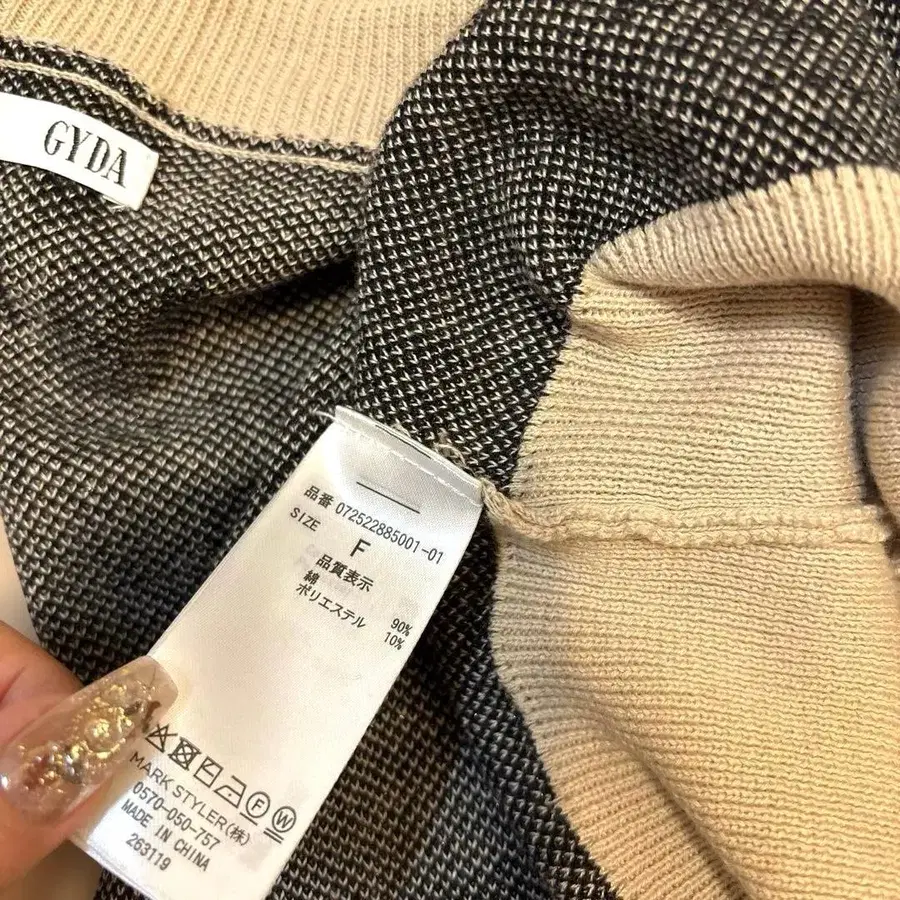 GYDA
品番 072522885001-01
SIZE
F
品質表示
綿 90%
ポリエステル 10%
F W
MARK STYLER(株)
0570-050-757
MADE IN CHINA
263119